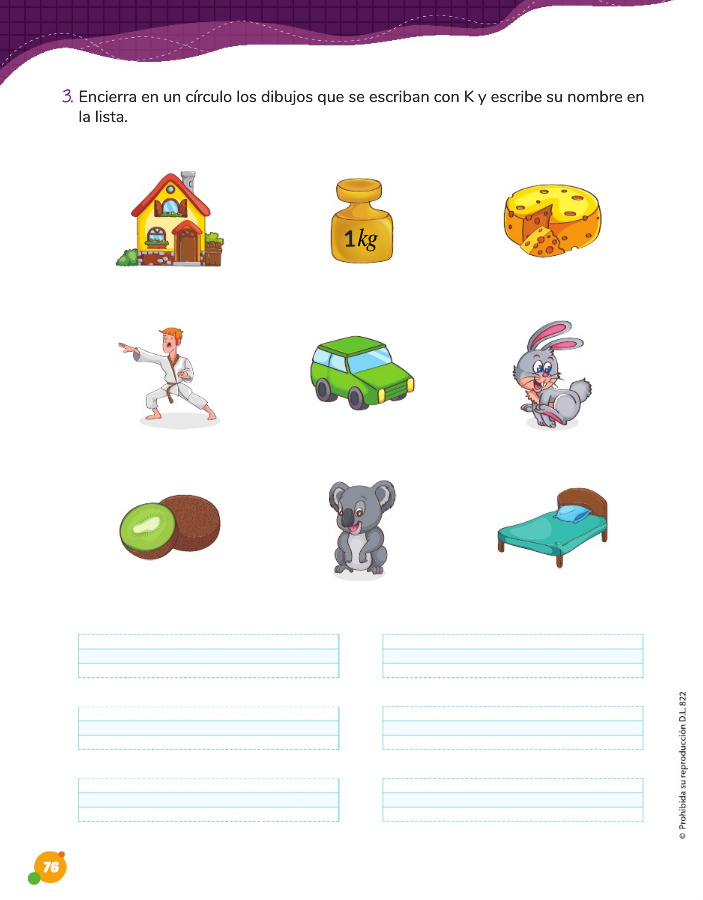 3. Encierra en un círculo los dibujos que se escriban con K y escribe su nombre en
la lista.
1kg
© Prohibida su reproducción D.L. 822
76